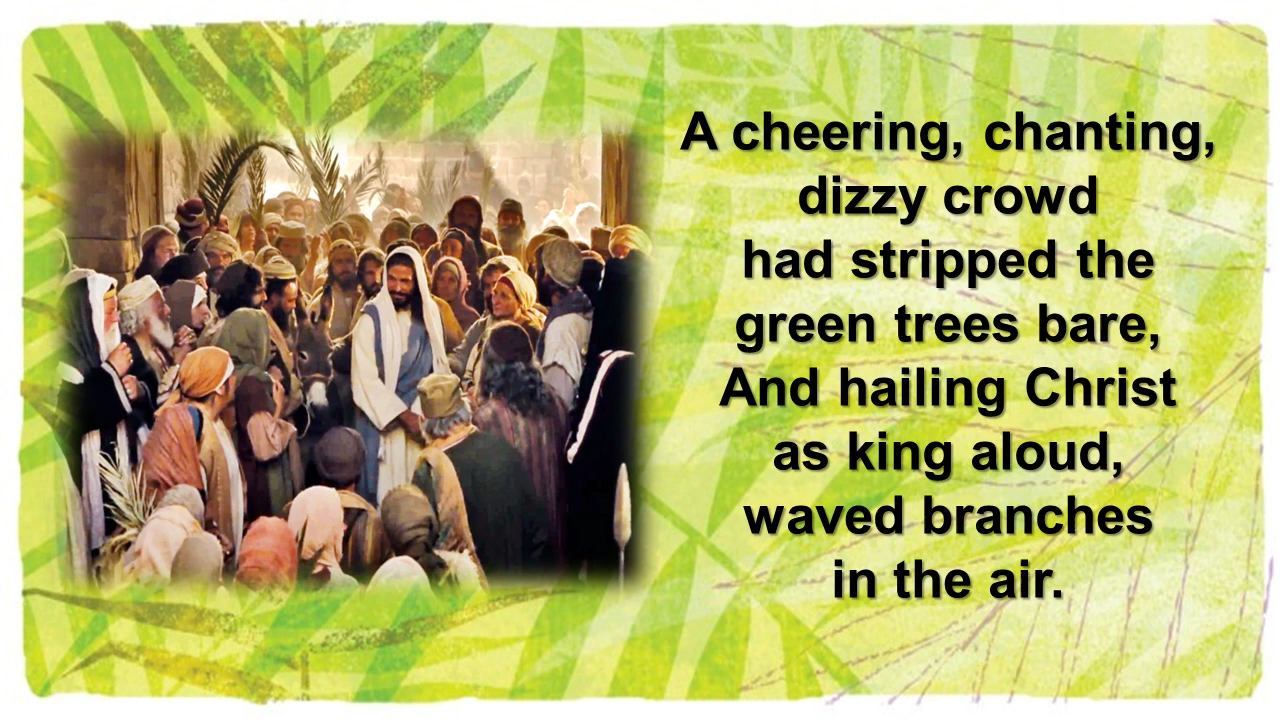 A cheering, chanting,
dizzy crowd
had stripped the
green trees bare,
And hailing Christ
as king aloud,
waved branches
in the air.